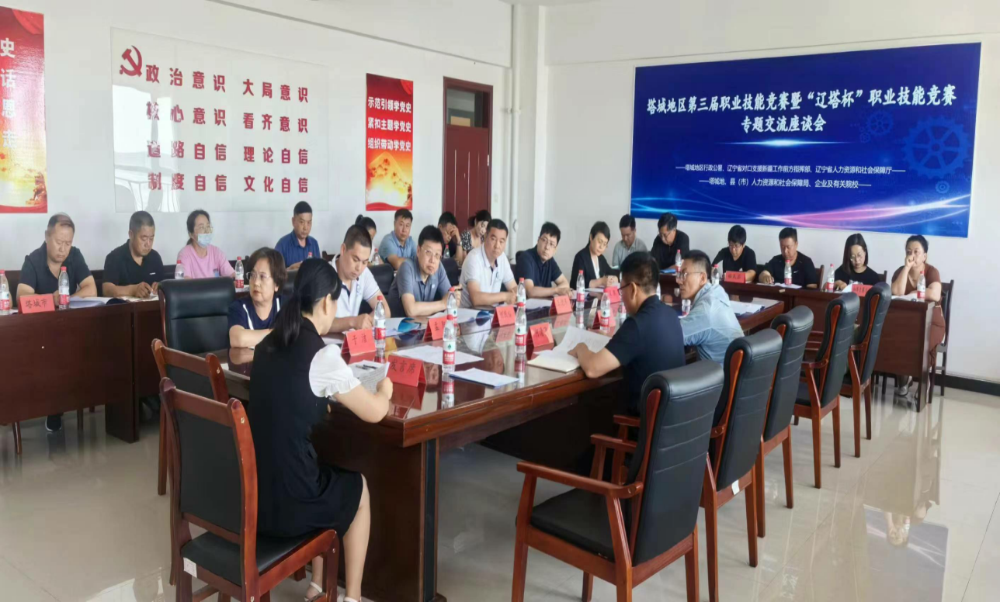 史
话
恩
政治意识 大局意识
核心意识 看齐意识
道路自信 理论自信
制度自信 文化自信
示范引领学党史
紧扣主题学党史
组织带动学党史
塔城地区第三届职业技能竞赛暨“辽塔杯”职业技能竞赛
专题交流座谈会
——塔城地区行政公署、辽宁省对口支援新疆工作前方指挥部、辽宁省人力资源和社会保障厅——
——塔城地、县（市）人力资源和社会保障局、企业及有关院校——
塔城市
发言席